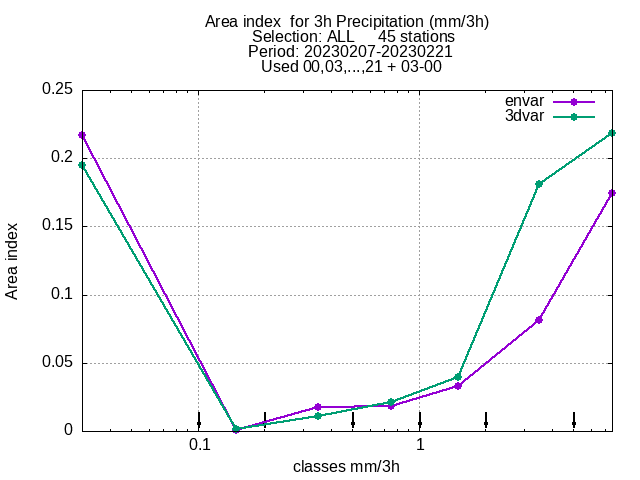 Area index  for 3h Precipitation (mm/3h)
Selection: ALL      45 stations
Period: 20230207-20230221
Used 00,03,...,21 + 03-00
envar
3dvar
0.25
0.2
0.15
0.1
0.05
0
Area index
0.1
1
classes mm/3h